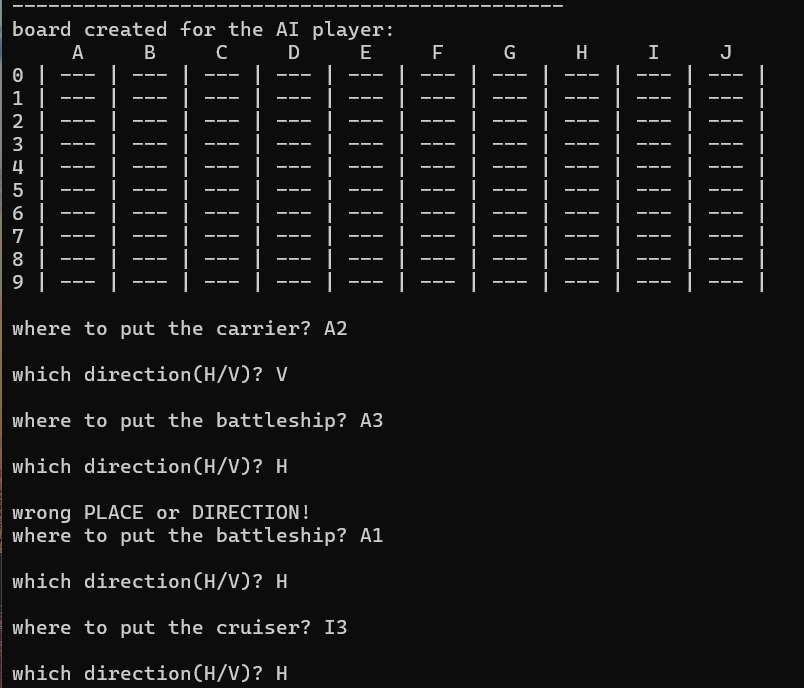 ----------------------------------------------
board created for the AI player:
A B C D E F G H I J
0 | --- | --- | --- | --- | --- | --- | --- | --- | --- | --- |
1 | --- | --- | --- | --- | --- | --- | --- | --- | --- | --- |
2 | --- | --- | --- | --- | --- | --- | --- | --- | --- | --- |
3 | --- | --- | --- | --- | --- | --- | --- | --- | --- | --- |
4 | --- | --- | --- | --- | --- | --- | --- | --- | --- | --- |
5 | --- | --- | --- | --- | --- | --- | --- | --- | --- | --- |
6 | --- | --- | --- | --- | --- | --- | --- | --- | --- | --- |
7 | --- | --- | --- | --- | --- | --- | --- | --- | --- | --- |
8 | --- | --- | --- | --- | --- | --- | --- | --- | --- | --- |
9 | --- | --- | --- | --- | --- | --- | --- | --- | --- | --- |
where to put the carrier? A2
which direction(H/V)? V
where to put the battleship? A3
which direction(H/V)? H
wrong PLACE or DIRECTION!
where to put the battleship? A1
which direction(H/V)? H
where to put the cruiser? I3
which direction(H/V)? H